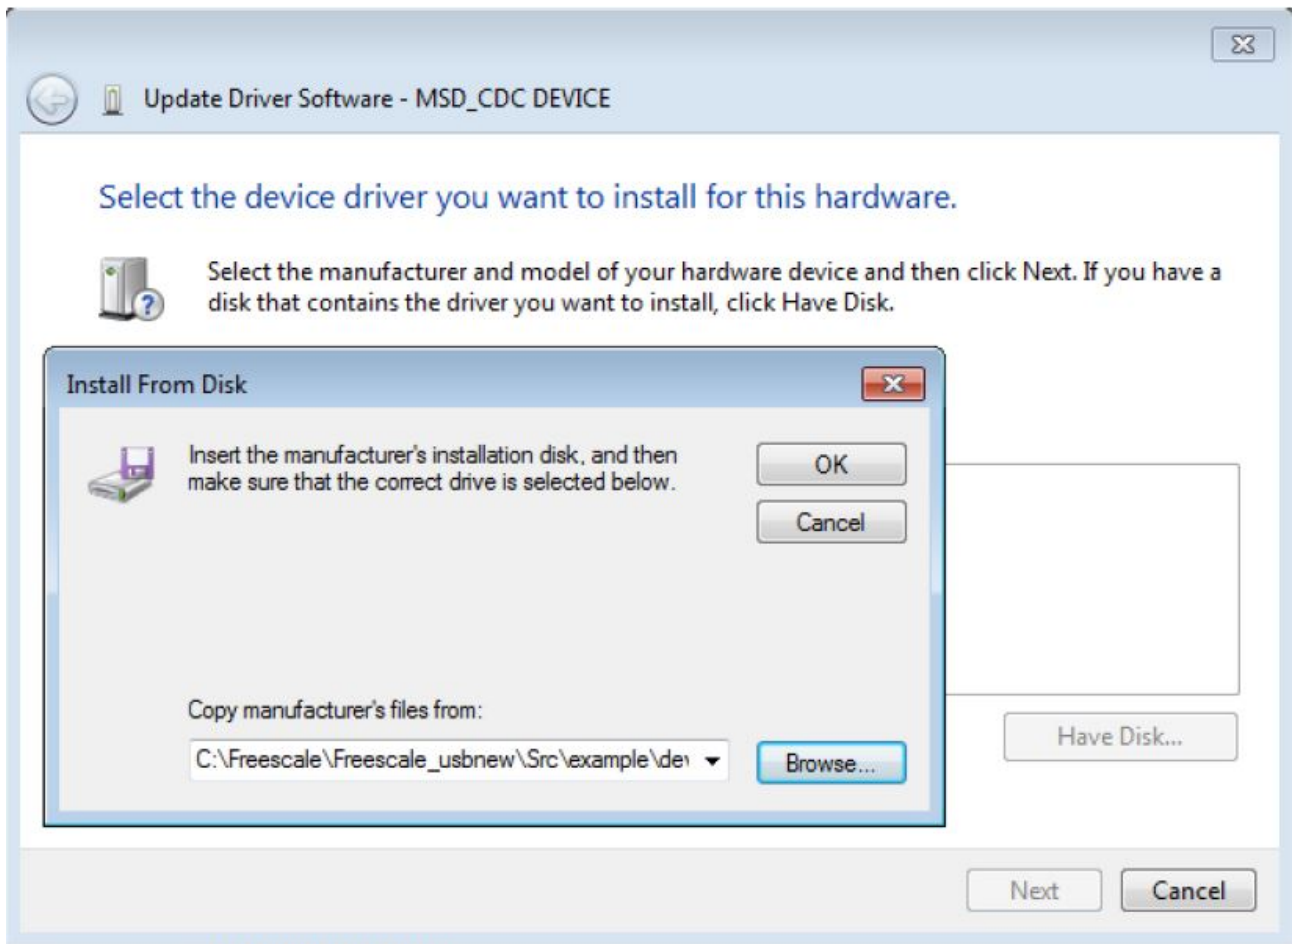 Update Driver Software - MSD_CDC DEVICE
Select the device driver you want to install for this hardware.
Select the manufacturer and model of your hardware device and then click Next. If you have a
disk that contains the driver you want to install, click Have Disk.
Install From Disk
Insert the manufacturer's installation disk, and then
make sure that the correct drive is selected below.
OK
Cancel
Copy manufacturer's files from:
C:\Freescale\Freescale_usbnew\Src\example\dev
Browse...
Have Disk...
Next
Cancel